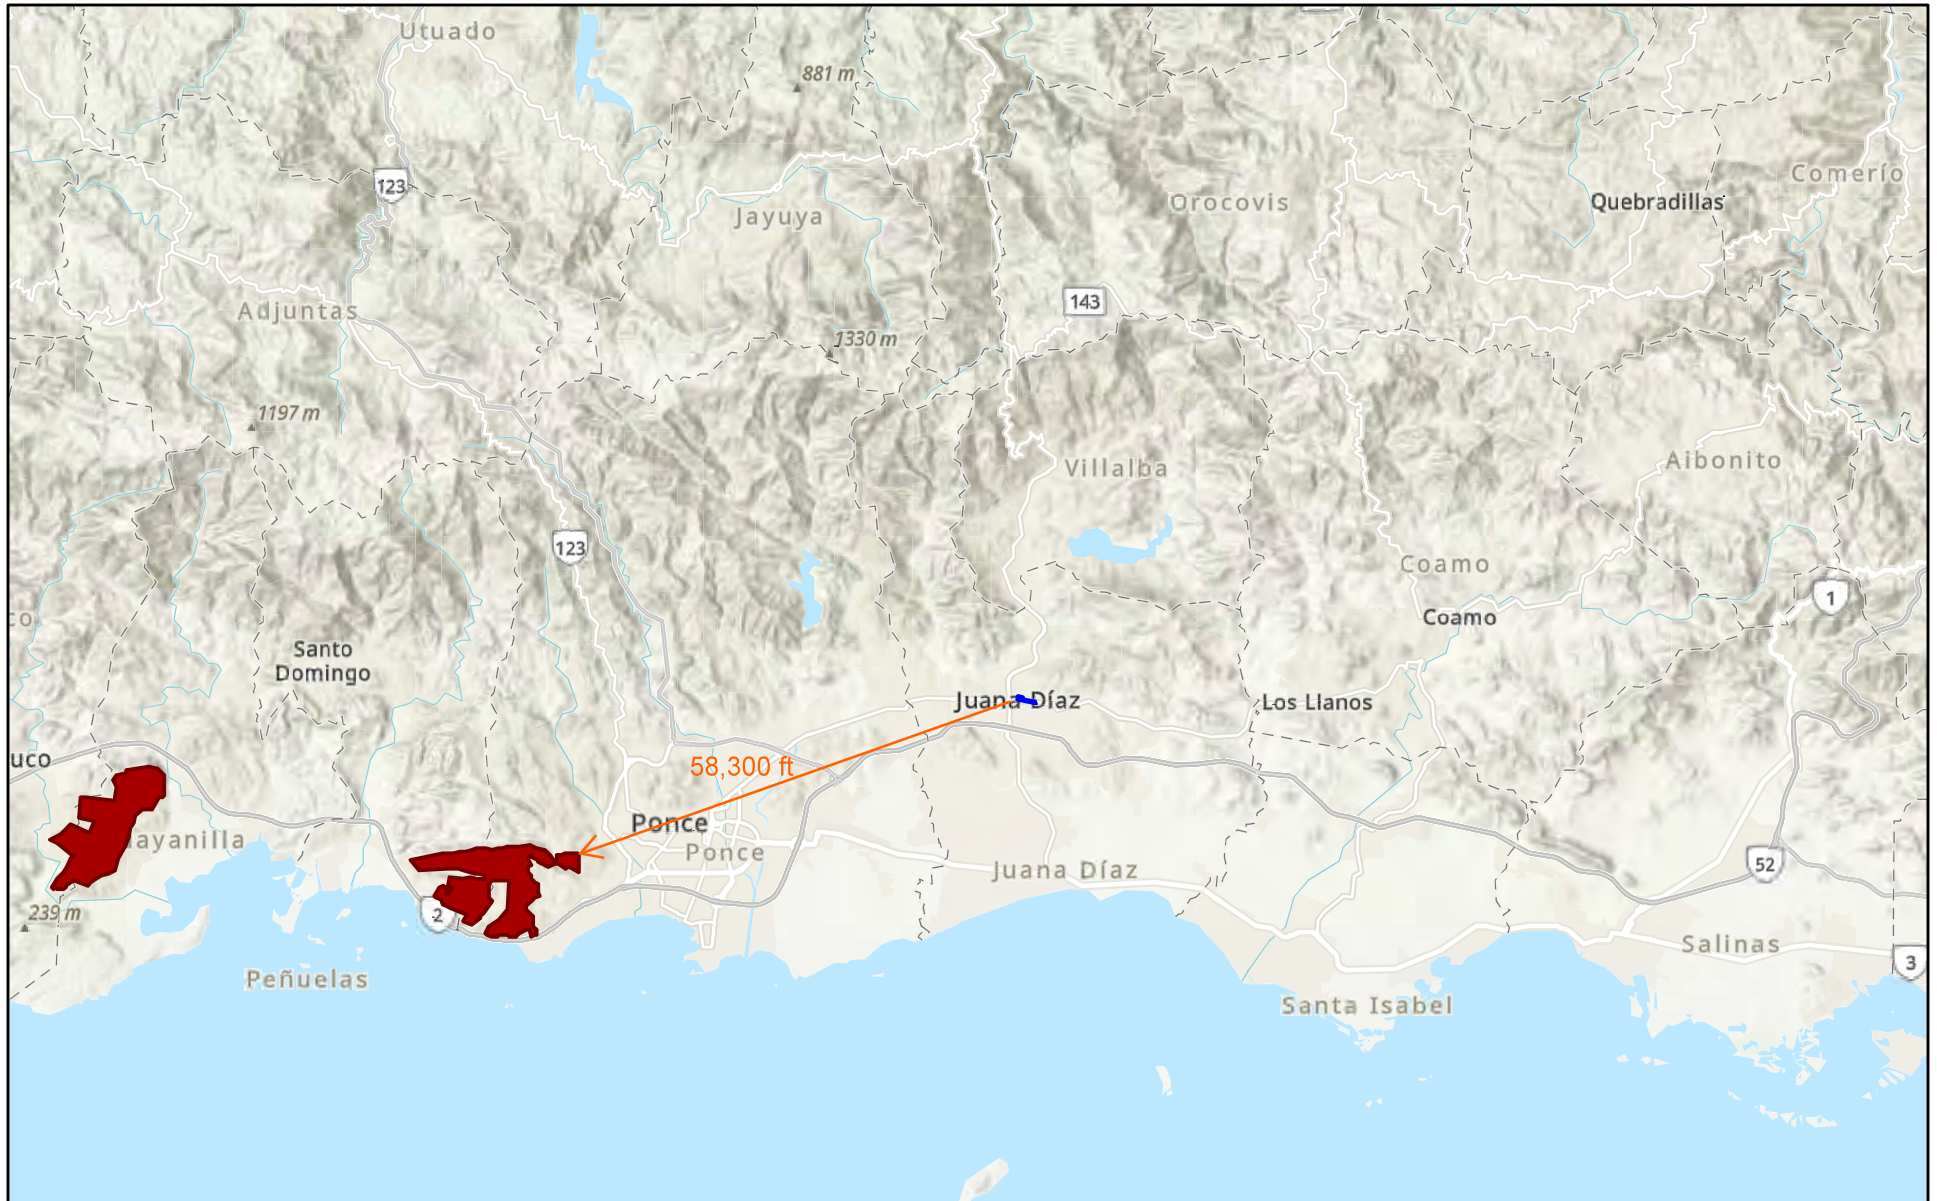 Utuado
881 m
123
Jayuya
Orocovis
Quebradillas
Comerío
143
Adjuntas
1330 m
1197 m
Villalba
Aibonito
123
Coamo
Coamo
1
co
Santo
Domingo
Juana Díaz
Los Llanos
uco
58,300 ft
Ponce
ayanilla
Ponce
Juana Díaz
52
2
239 m
Salinas
3
Peñuelas
Santa Isabel